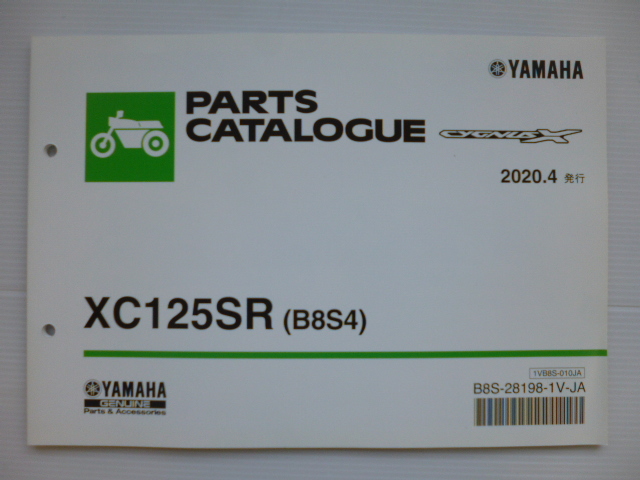 YAMAHA
PARTS
CATALOGUE
CYGNUS X
2020.4 発行
XC125SR (B8S4)
YAMAHA
GENUINE
Parts & Accessories
1VB8S-010JA
B8S-28198-1V-JA